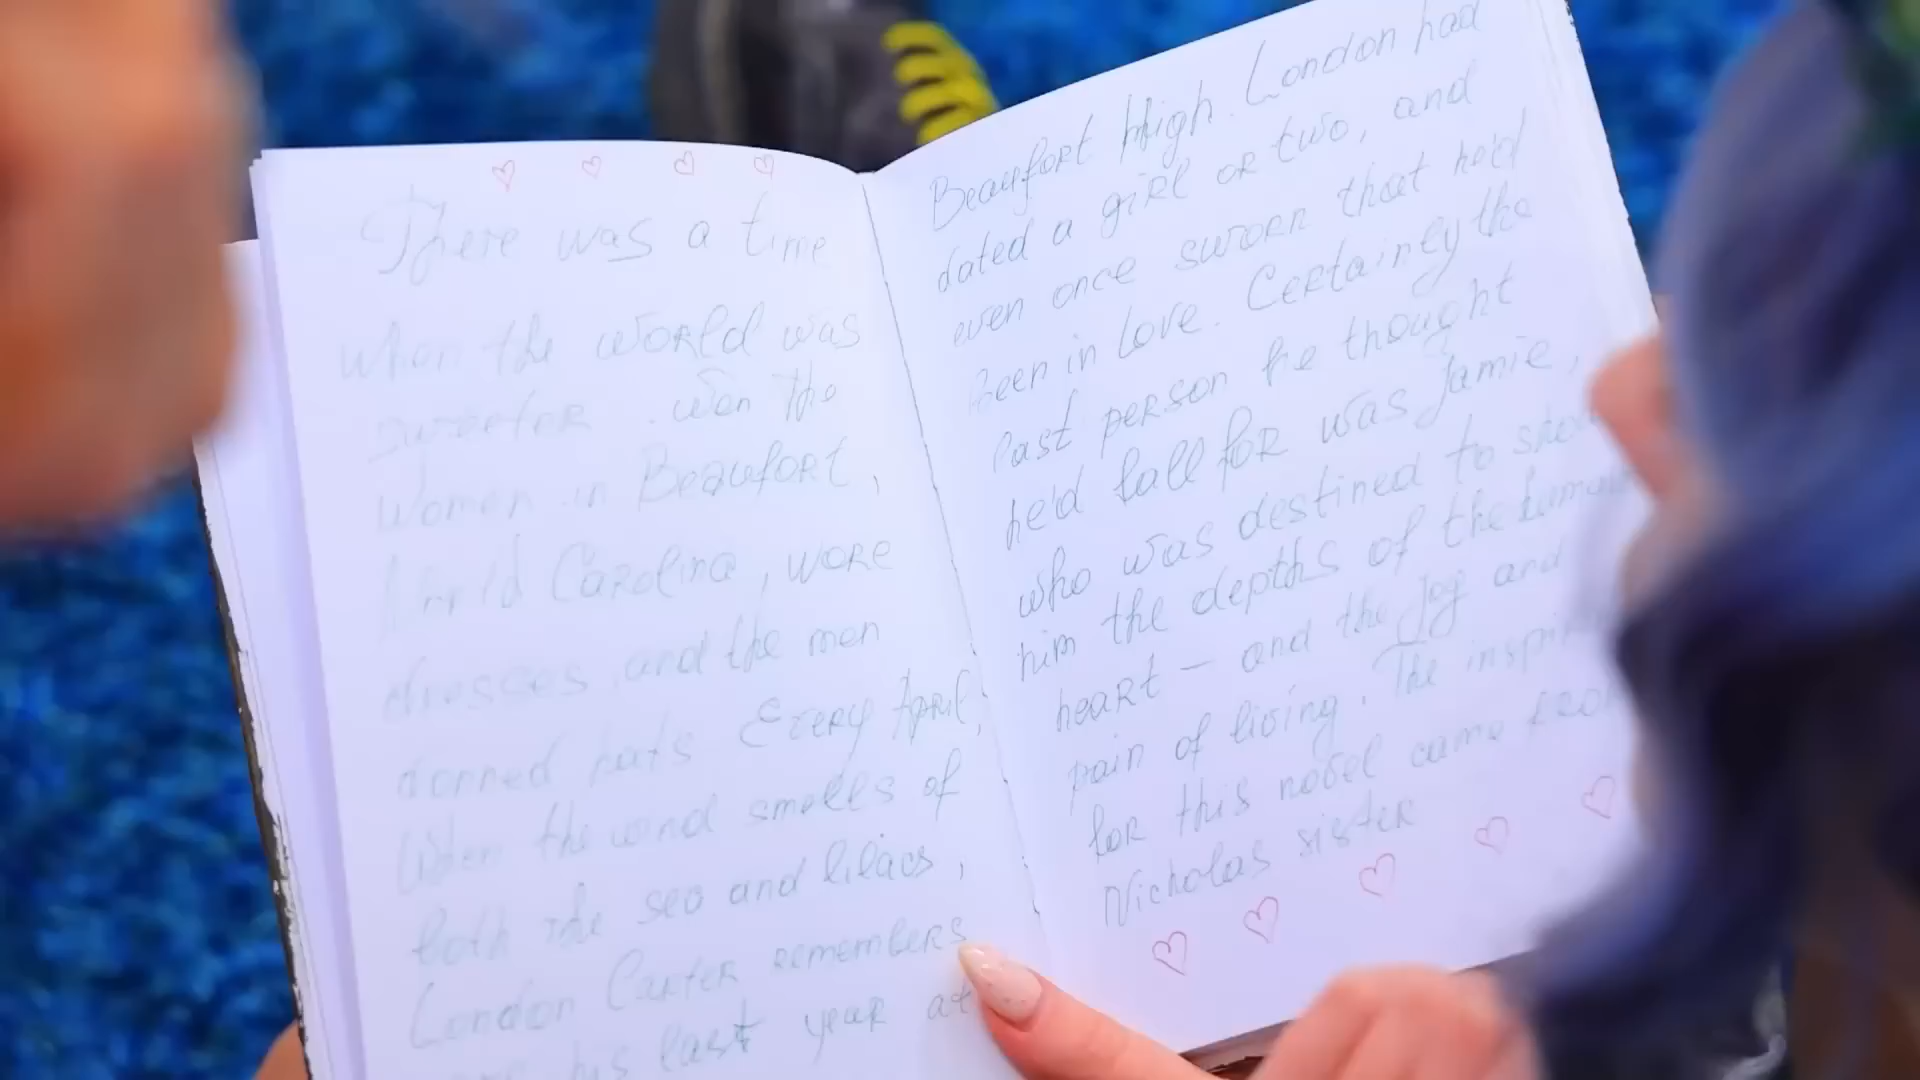 There was a time
when the world was
sweeter. wen the
women in Beaufort,
Carolina, wore
dresses, and the men
donned hats Every April,
When the wind smells of
both the sea and lilacs,
London Carter remembers
his last year at
Beaufort High. London had
dated a girl or two, and
even once sworn that he'd
been in love. Certainly the
last person he thought
he'd fall for was Jamie,
who was destined to
him the depths of the human
heart — and the joy and
pain of living. The
for this novel came from
Nicholas sister